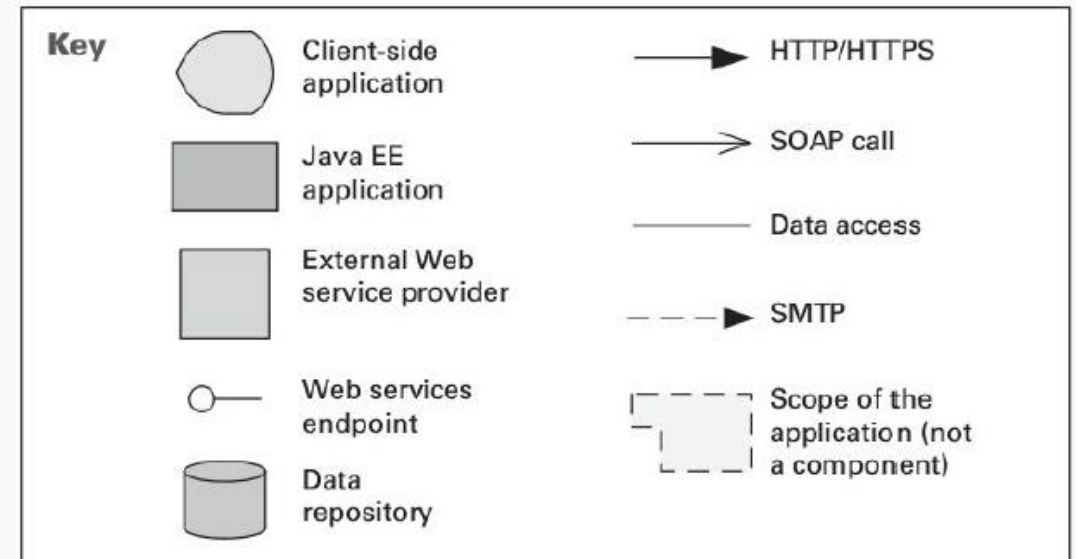 Key
Client-side
application
Java EE
application
External Web
service provider
Web services
endpoint
Data
repository
HTTP/HTTPS
SOAP call
Data access
SMTP
Scope of the
application (not
a component)